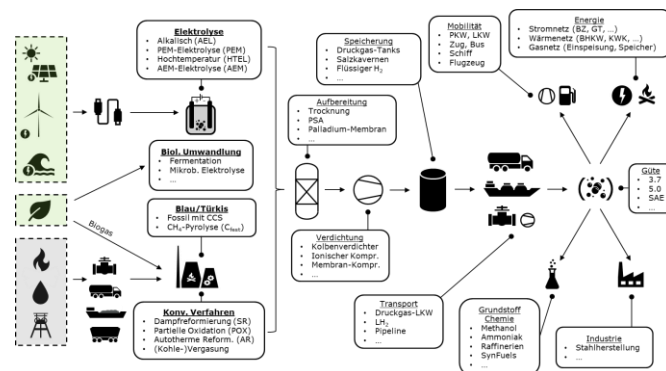 Elektrolyse
• Alkalisch (AEL)
• PEM-Elektrolyse (PEM)
• Hochtemperatur (HTEL)
• AEM-Elektrolyse (AEM)
Biol. Umwandlung
• Fermentation
• Mikrob. Elektrolyse
• ...
Blau/Türkis
• Fossil mit CCS
• CH₄-Pyrolyse (C_fest)
Biogas
Konv. Verfahren
• Dampfreformierung (SR)
• Partielle Oxidation (POX)
• Autotherme Reform. (AR)
• (Kohle-)Vergasung
Aufbereitung
• Trocknung
• PSA
• Palladium-Membran
• ...
Verdichtung
• Kolbenverdichter
• Ionischer Kompr.
• Membran-Kompr.
• ...
Speicherung
• Druckgas-Tanks
• Salzkavernen
• Flüssiger H₂
• ...
Transport
• Druckgas-LKW
• LH₂
• Pipeline
• ...
Mobilität
• PKW, LKW
• Zug, Bus
• Schiff
• Flugzeug
Energie
• Stromnetz (BZ, GT, ...)
• Wärmenetz (BHKW, KWK, ...)
• Gasnetz (Einspeisung, Speicher)
Güte
• 3.7
• 5.0
• SAE
• ...
Grundstoff
Chemie
• Methanol
• Ammoniak
• Raffinerien
• SynFuels
• ...
Industrie
• Stahlherstellung
• ...